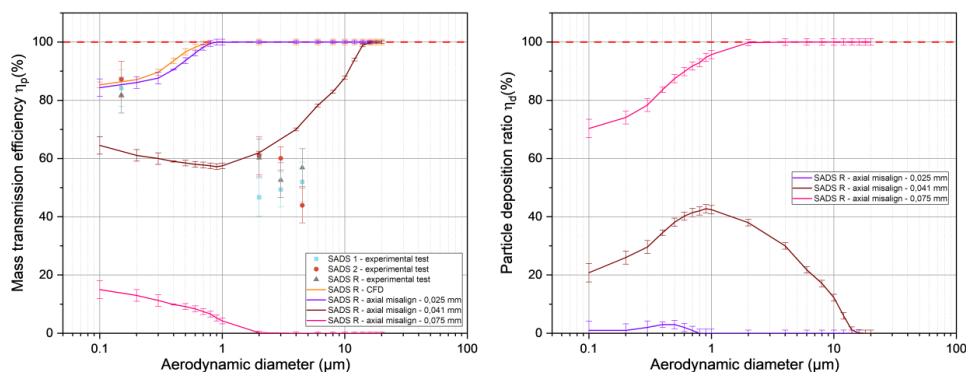 Mass transmission efficiency ηp(%)
100
80
60
40
20
0
0.1
1
10
100
Aerodynamic diameter (µm)
SADS 1 - experimental test
SADS 2 - experimental test
SADS R - experimental test
SADS R - CFD
SADS R - axial misalign - 0,025 mm
SADS R - axial misalign - 0,041 mm
SADS R - axial misalign - 0,075 mm
Particle deposition ratio ηd(%)
100
80
60
40
20
0
0.1
1
10
100
Aerodynamic diameter (µm)
SADS R - axial misalign - 0,025 mm
SADS R - axial misalign - 0,041 mm
SADS R - axial misalign - 0,075 mm